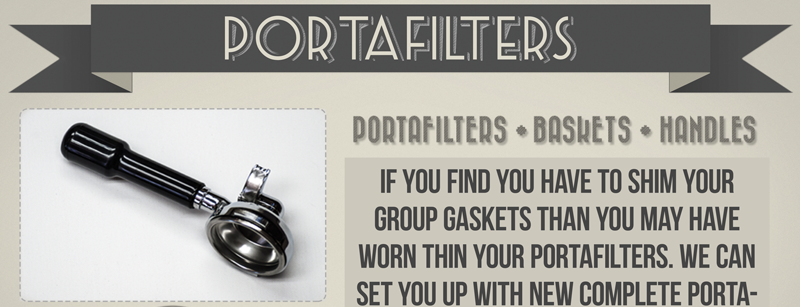 PORTAFILTERS
PORTAFILTERS • BASKETS • HANDLES
IF YOU FIND YOU HAVE TO SHIM YOUR
GROUP GASKETS THAN YOU MAY HAVE
WORN THIN YOUR PORTAFILTERS. WE CAN
SET YOU UP WITH NEW COMPLETE PORTA-